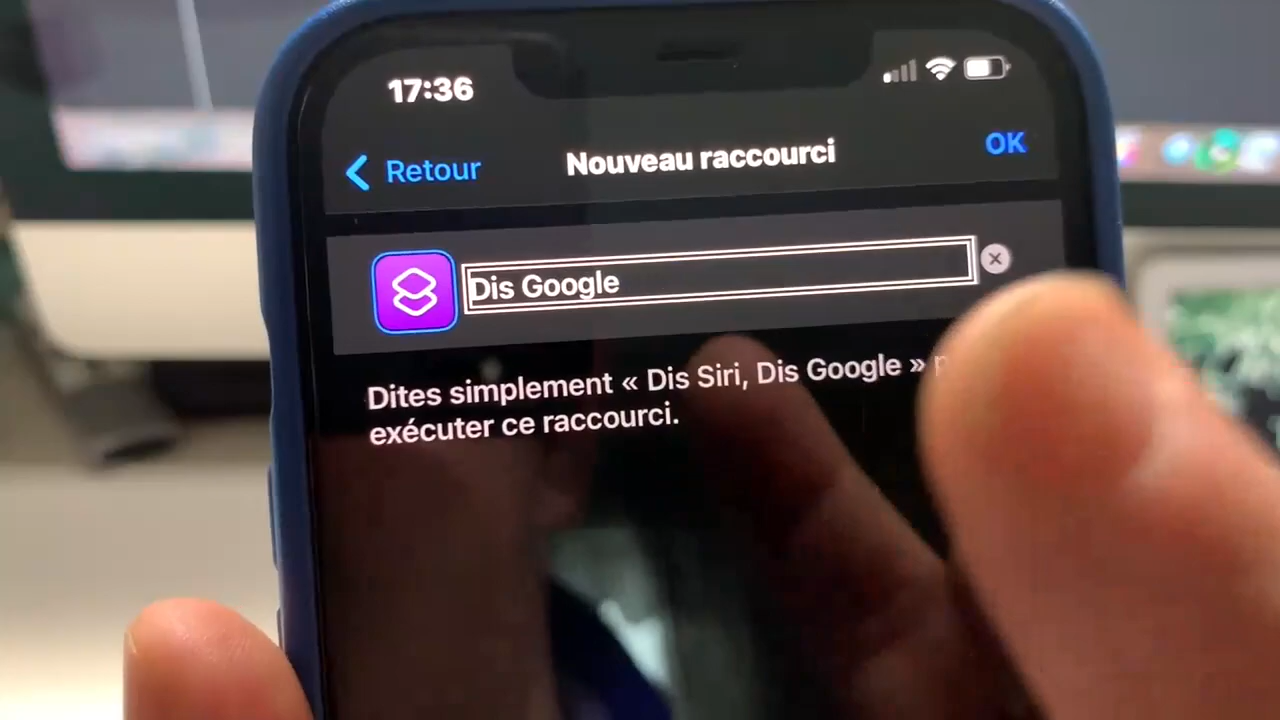 17:36
Retour
Nouveau raccourci
OK
Dis Google
Dites simplement « Dis Siri, Dis Google »
exécuter ce raccourci.